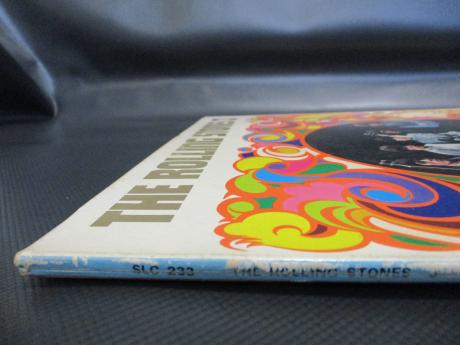 THE ROLLING STONES
SLC 233 THE ROLLING STONES